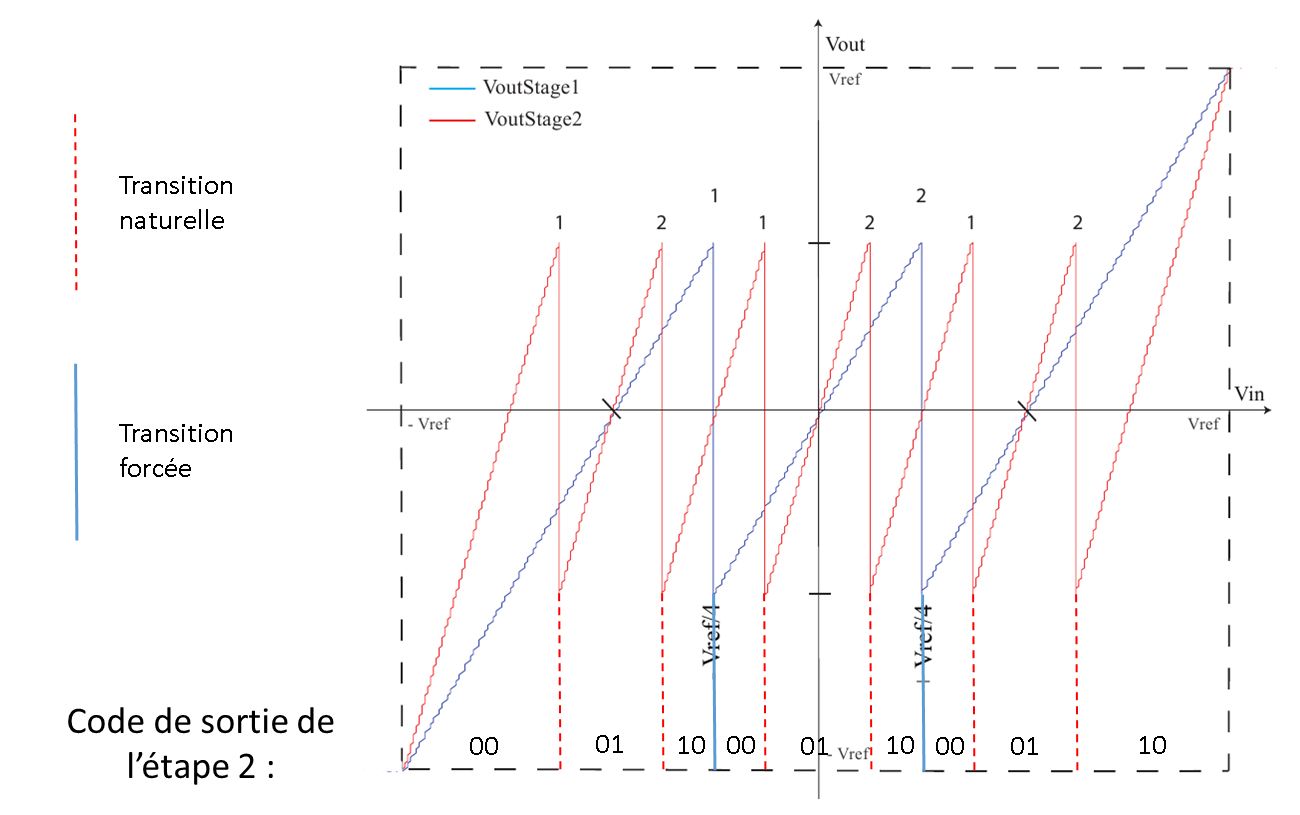 Vout
Vref
VoutStage1
VoutStage2
Transition
naturelle
1
2
1
1
2
2
1
2
Vin
- Vref
Vref
Transition
forcée
Vref/4
Vref/4
Code de sortie de
l'étape 2 :
00 01 10 00 01 - Vref 10 00 01 10